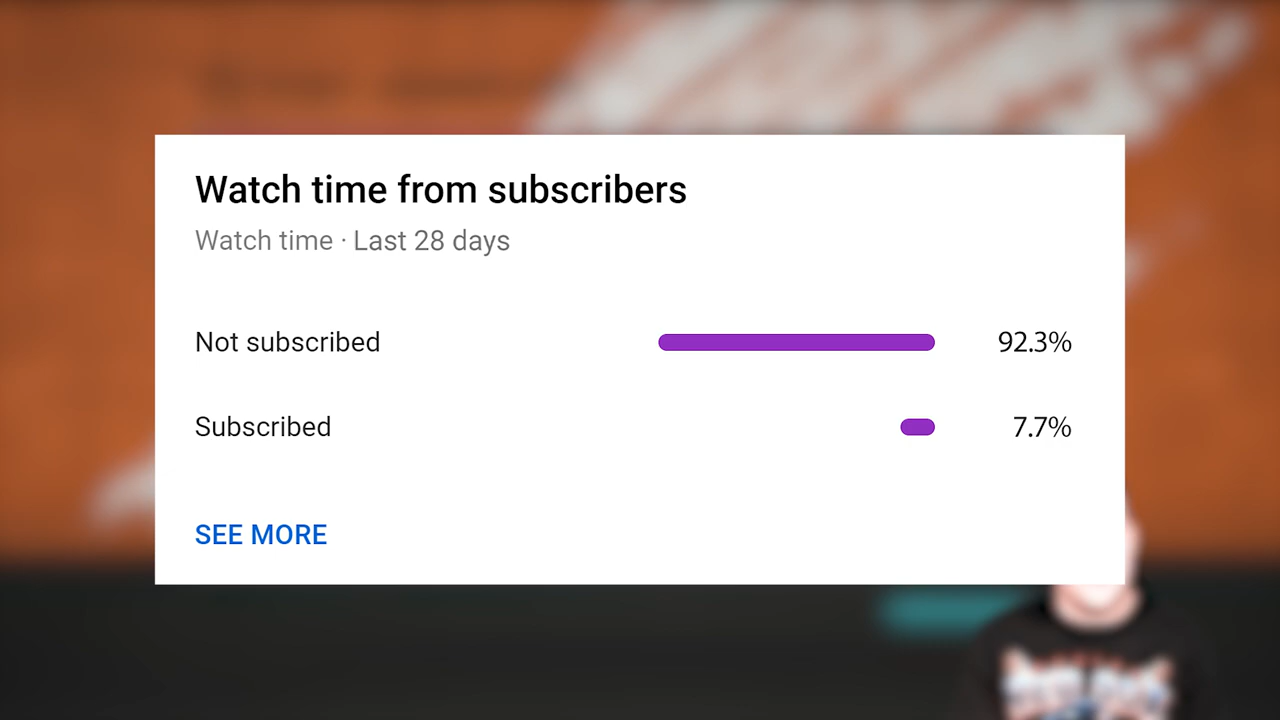 Watch time from subscribers
Watch time · Last 28 days
Not subscribed 92.3%
Subscribed 7.7%
SEE MORE